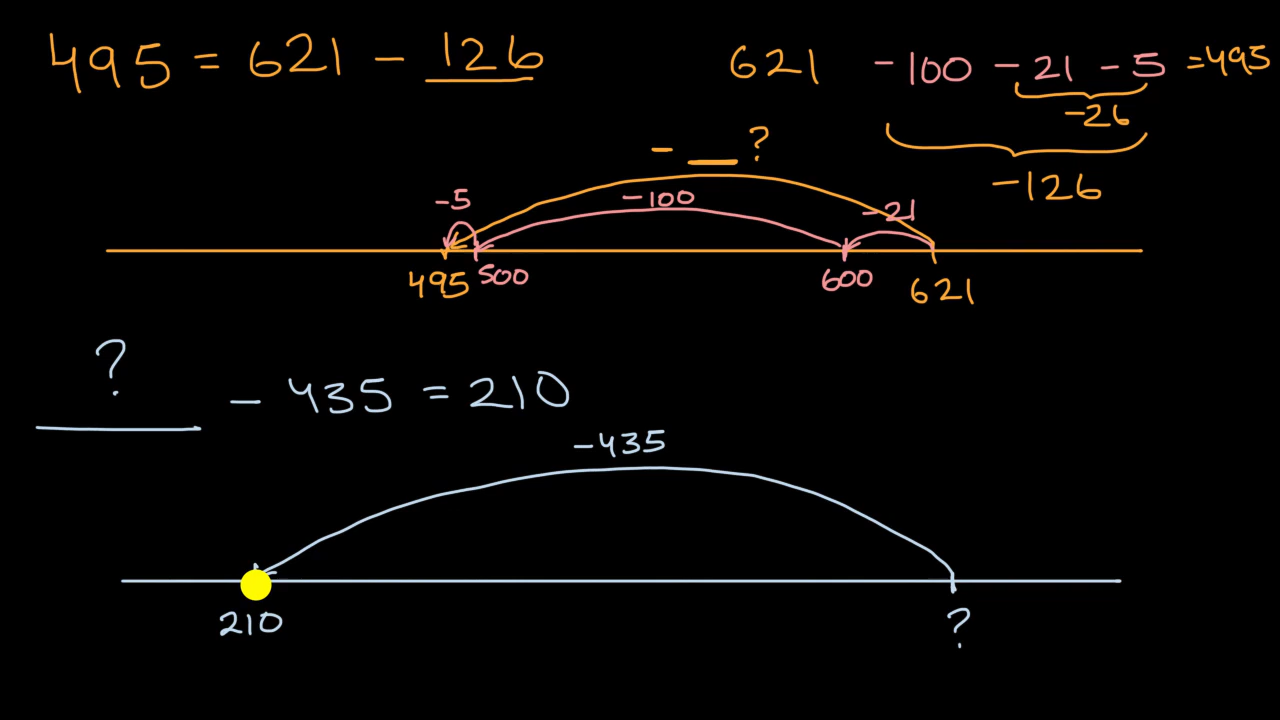 495 = 621 - 126
621 -100 -21 -5 =495
-26
-126
- __ ?
-5 -100 -21
495 500 600 621
? - 435 = 210
-435
210 ?